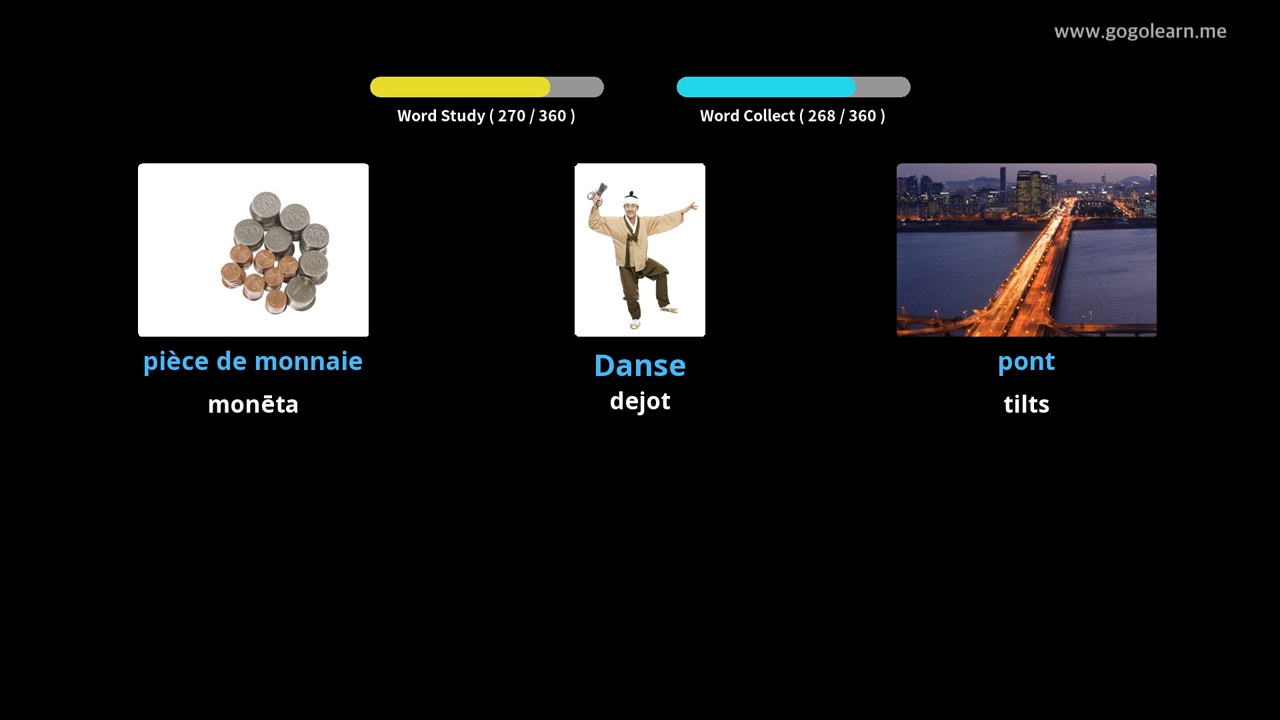 www.gogolearn.me
Word Study ( 270 / 360 )
Word Collect ( 268 / 360 )
pièce de monnaie
monēta
Danse
dejot
pont
tilts